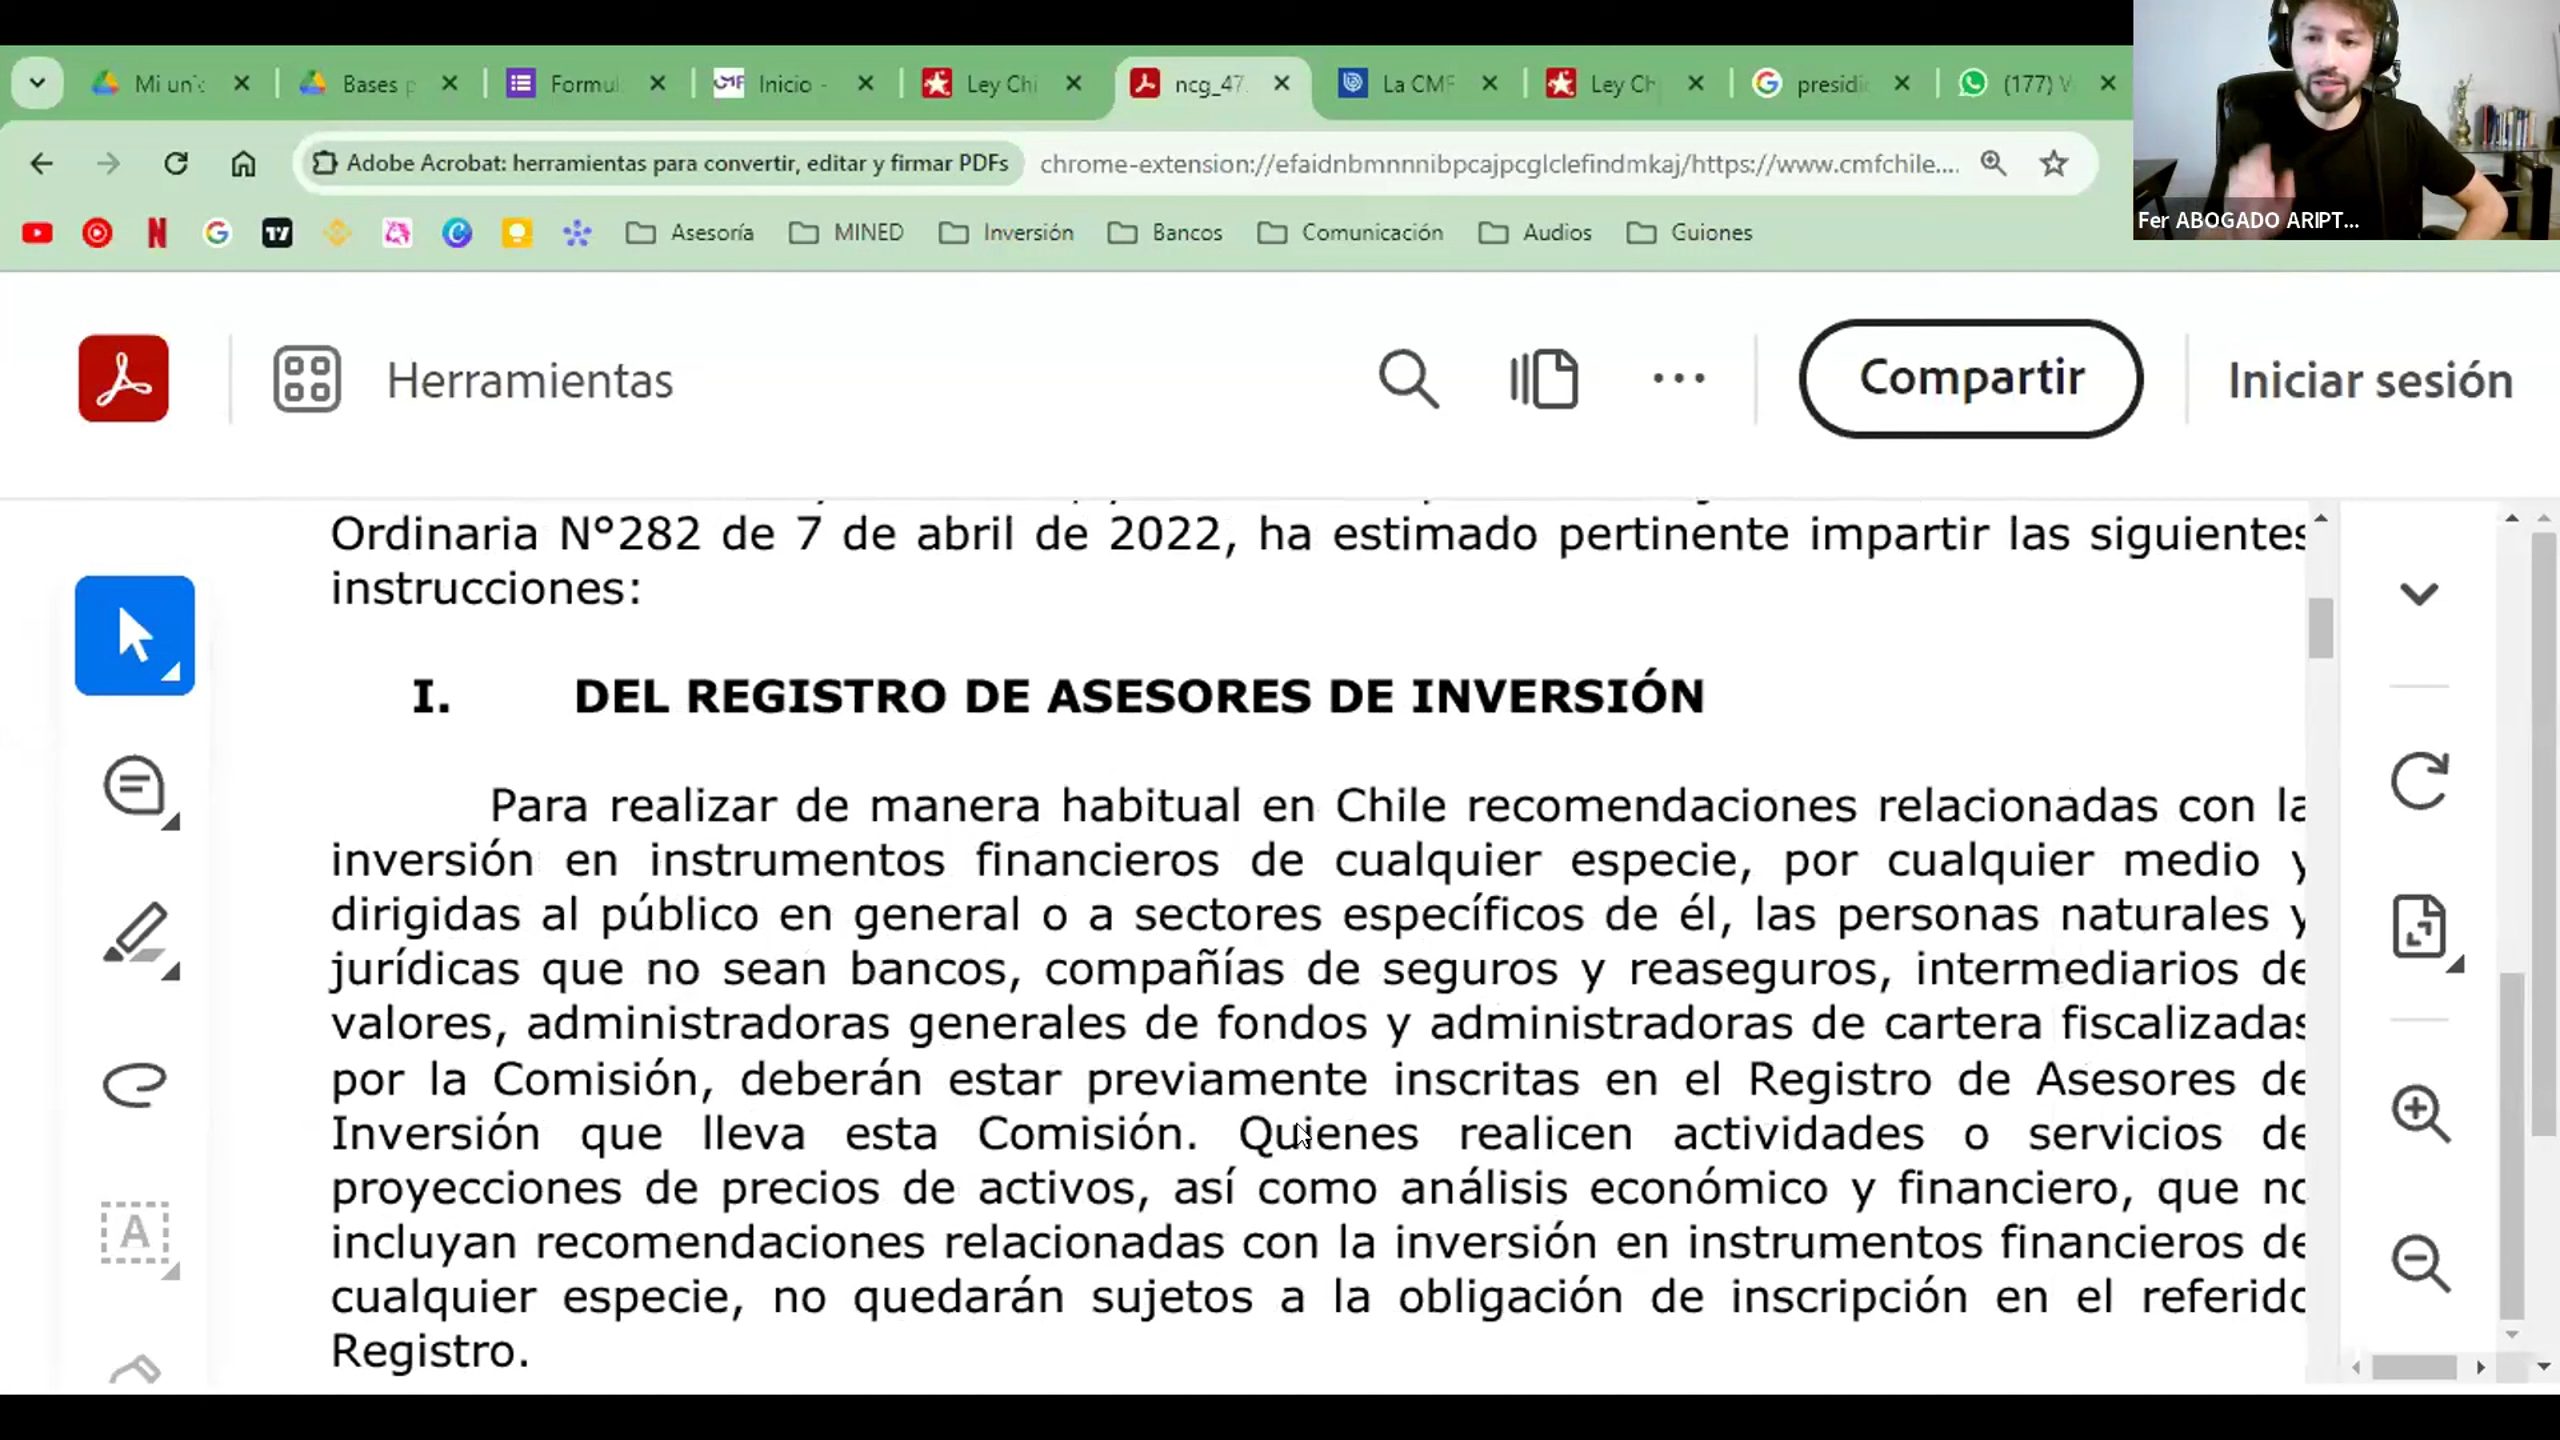 Mi uni
Bases p
Formul
CMF
Inicio -
Ley Chi
ncg_47
La CMF
Ley Ch
presidi
(177) V
Adobe Acrobat: herramientas para convertir, editar y firmar PDFs
chrome-extension://efaidnbmnnnibpcajpcglclefindmkaj/https://www.cmfchile....
Asesoría
MINED
Inversión
Bancos
Comunicación
Audios
Guiones
Fer ABOGADO ARIPT...
Herramientas
Compartir
Iniciar sesión
Ordinaria N°282 de 7 de abril de 2022, ha estimado pertinente impartir las siguientes
instrucciones:
I. DEL REGISTRO DE ASESORES DE INVERSIÓN
Para realizar de manera habitual en Chile recomendaciones relacionadas con la
inversión en instrumentos financieros de cualquier especie, por cualquier medio y
dirigidas al público en general o a sectores específicos de él, las personas naturales y
jurídicas que no sean bancos, compañías de seguros y reaseguros, intermediarios de
valores, administradoras generales de fondos y administradoras de cartera fiscalizadas
por la Comisión, deberán estar previamente inscritas en el Registro de Asesores de
Inversión que lleva esta Comisión. Quienes realicen actividades o servicios de
proyecciones de precios de activos, así como análisis económico y financiero, que no
incluyan recomendaciones relacionadas con la inversión en instrumentos financieros de
cualquier especie, no quedarán sujetos a la obligación de inscripción en el referido
Registro.